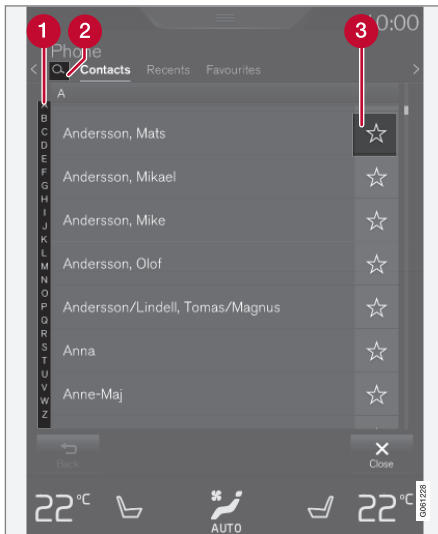 1 2 3
10:00
Phone
Contacts Recents Favourites
A
A
B
C
D
E
F
G
H
I
J
K
L
M
N
O
P
Q
R
S
T
U
V
W
Z
Andersson, Mats
Andersson, Mikael
Andersson, Mike
Andersson, Olof
Andersson/Lindell, Tomas/Magnus
Anna
Anne-Maj
Back
Close
22°C
AUTO
22°C
G061228